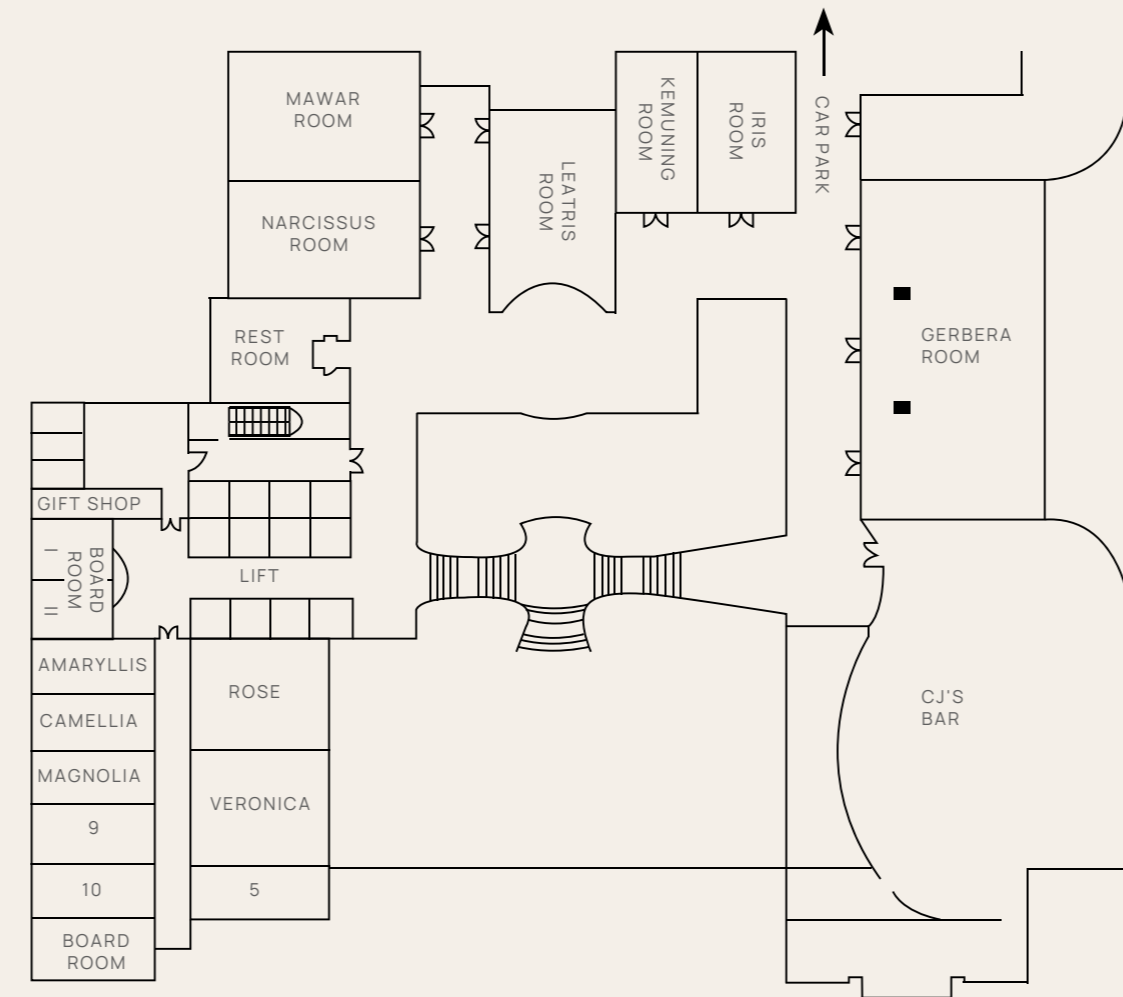 MAWAR
ROOM
KEMUNING
ROOM
IRIS
ROOM
CAR PARK
LEATRIS
ROOM
NARCISSUS
ROOM
REST
ROOM
GERBERA
ROOM
GIFT SHOP
BOARD
ROOM
I
II
LIFT
AMARYLLIS
CAMELLIA
MAGNOLIA
9
10
BOARD
ROOM
ROSE
VERONICA
5
CJ'S
BAR